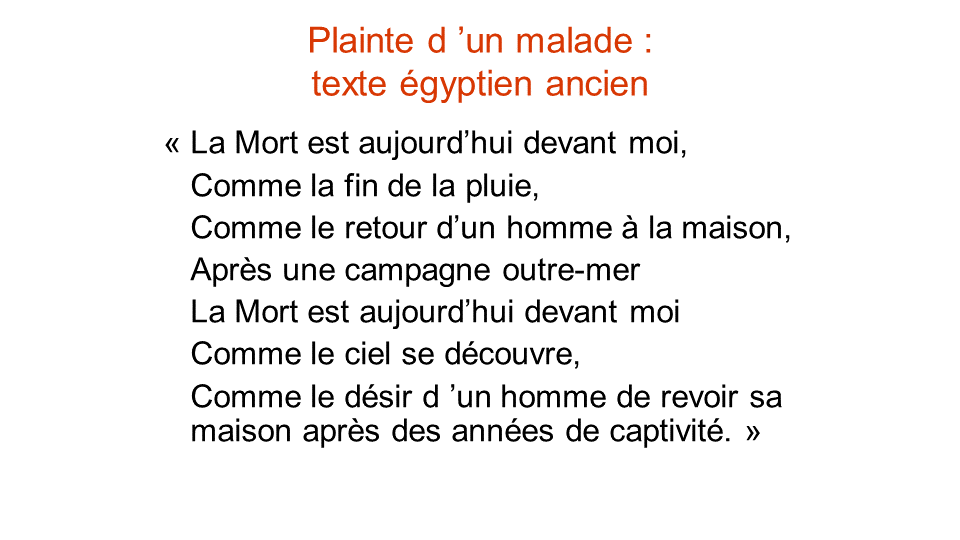 Plainte d ’un malade :
texte égyptien ancien
« La Mort est aujourd’hui devant moi,
Comme la fin de la pluie,
Comme le retour d’un homme à la maison,
Après une campagne outre-mer
La Mort est aujourd’hui devant moi
Comme le ciel se découvre,
Comme le désir d ’un homme de revoir sa
maison après des années de captivité. »